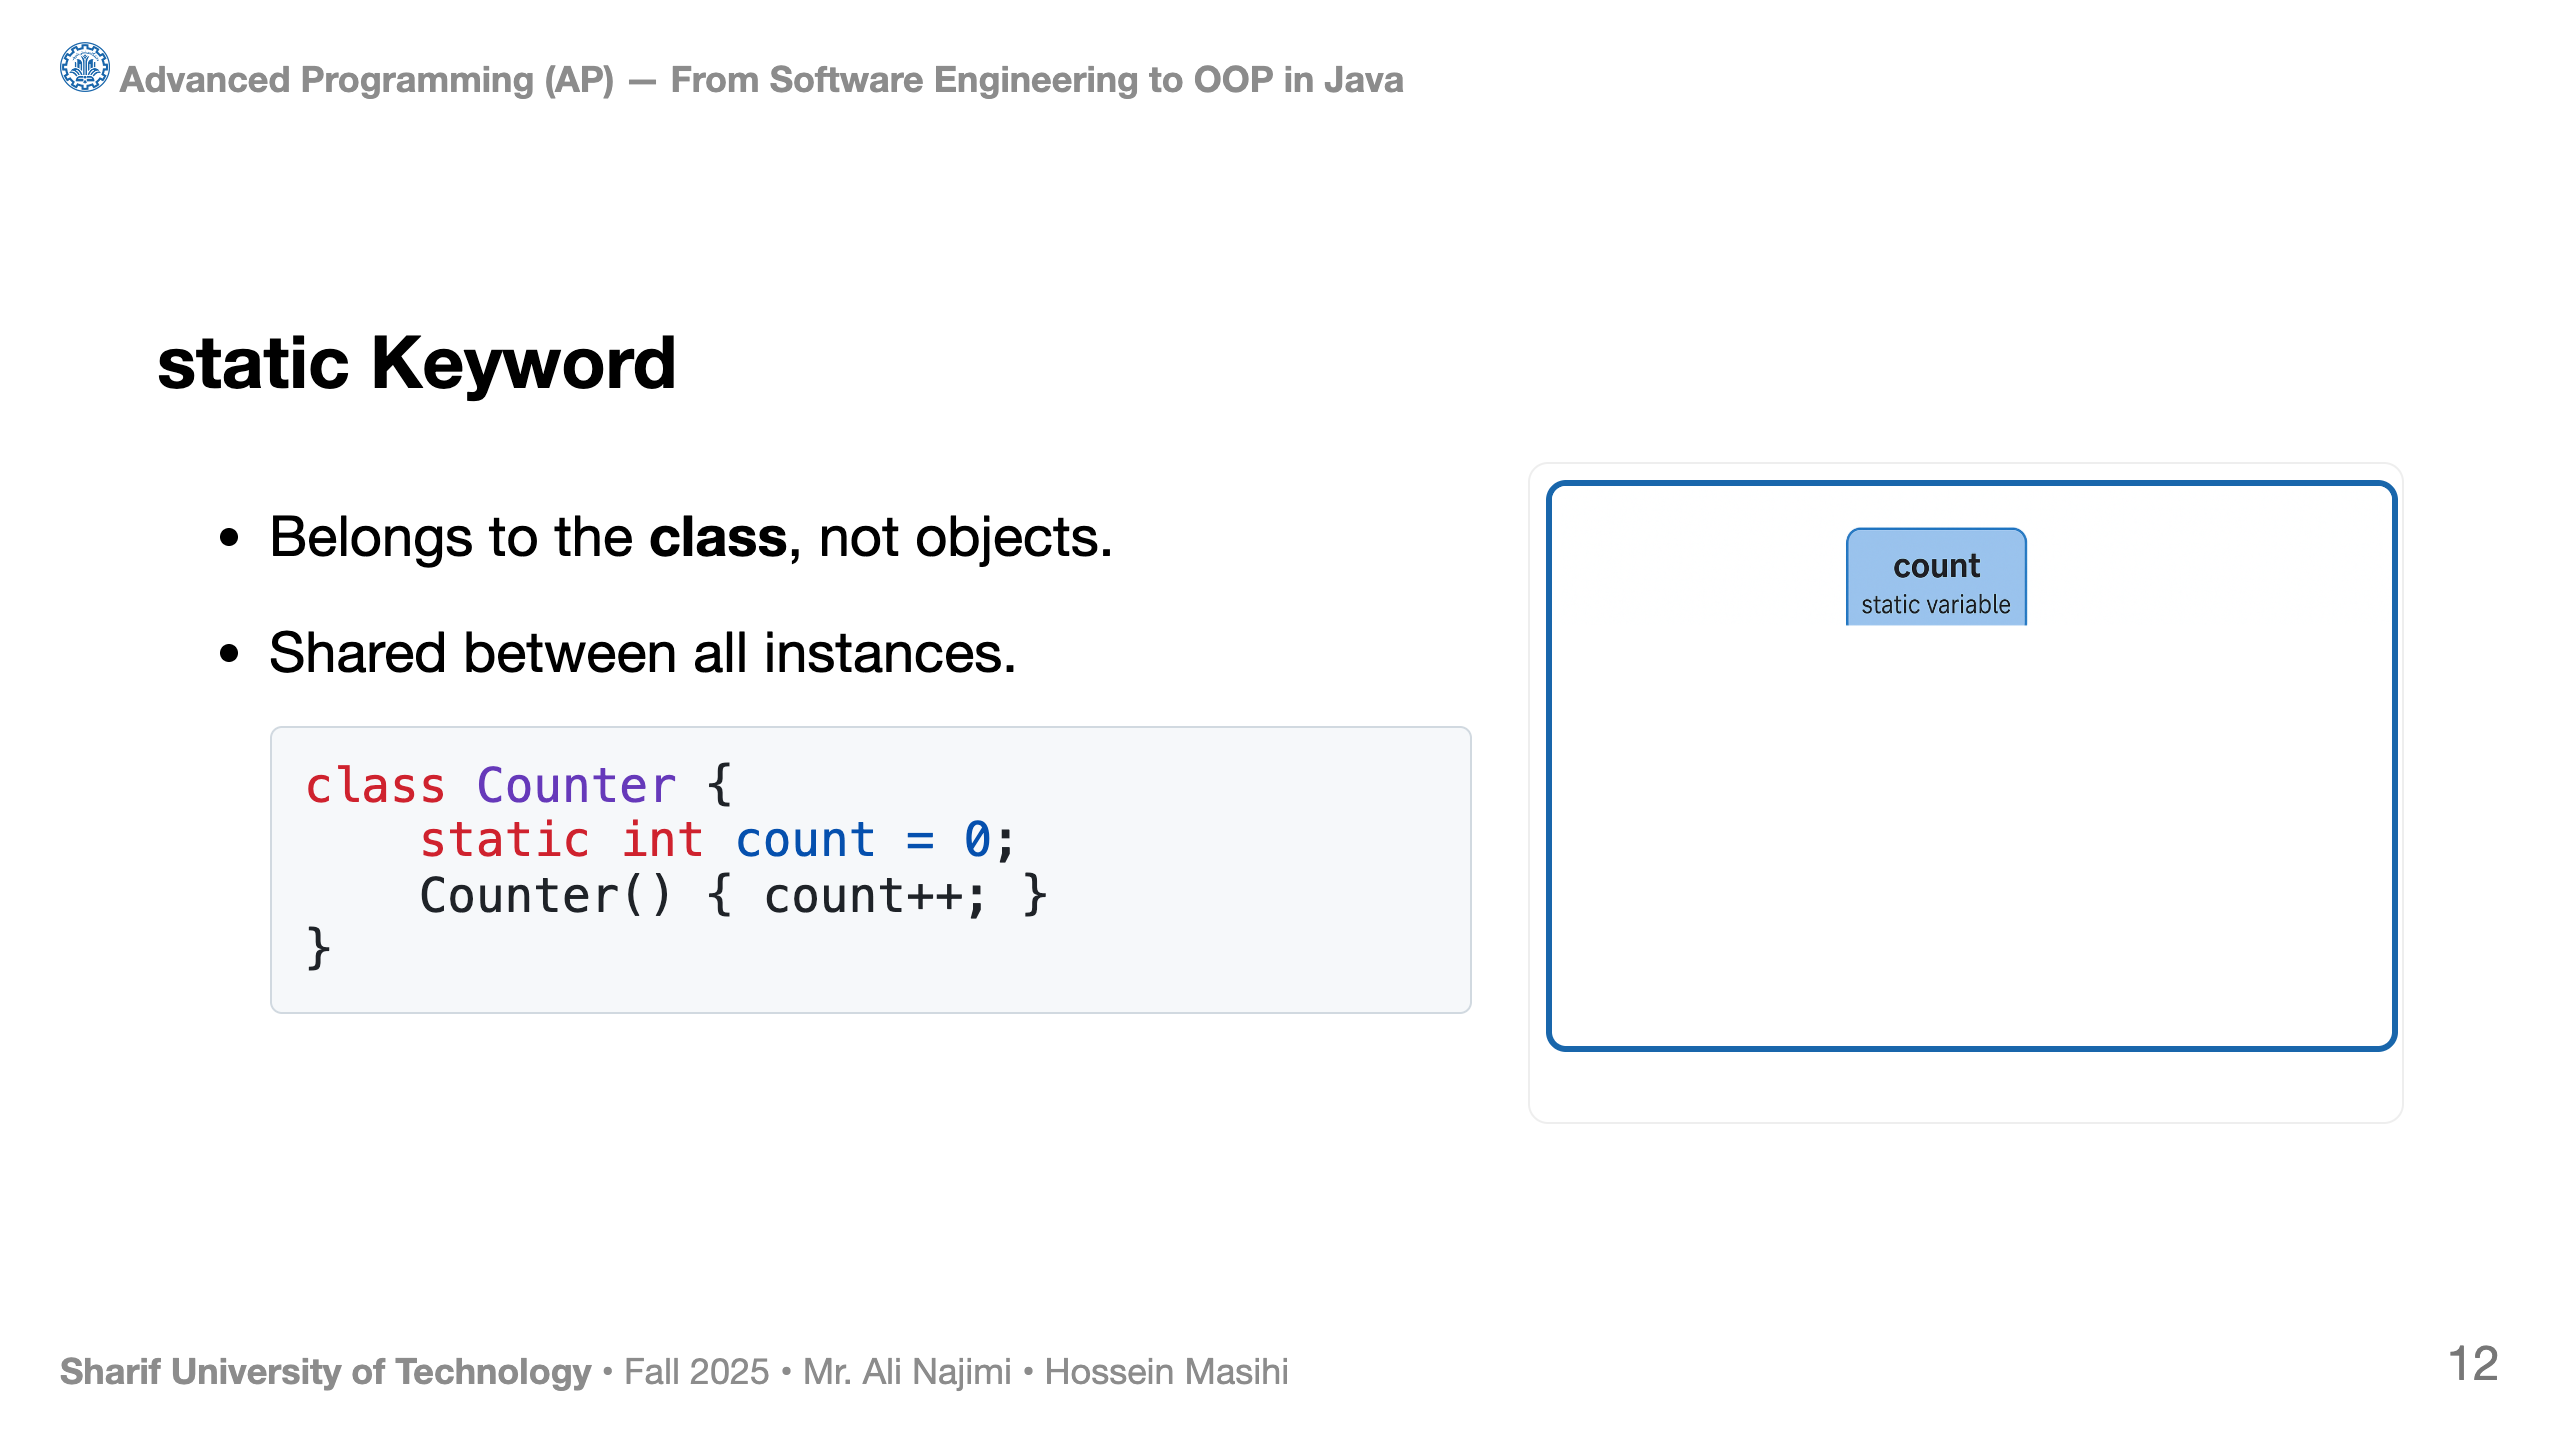 Advanced Programming (AP) — From Software Engineering to OOP in Java
static Keyword
• Belongs to the class, not objects.
• Shared between all instances.
class Counter {
    static int count = 0;
    Counter() { count++; }
}
count
static variable
Sharif University of Technology • Fall 2025 • Mr. Ali Najimi • Hossein Masihi
12